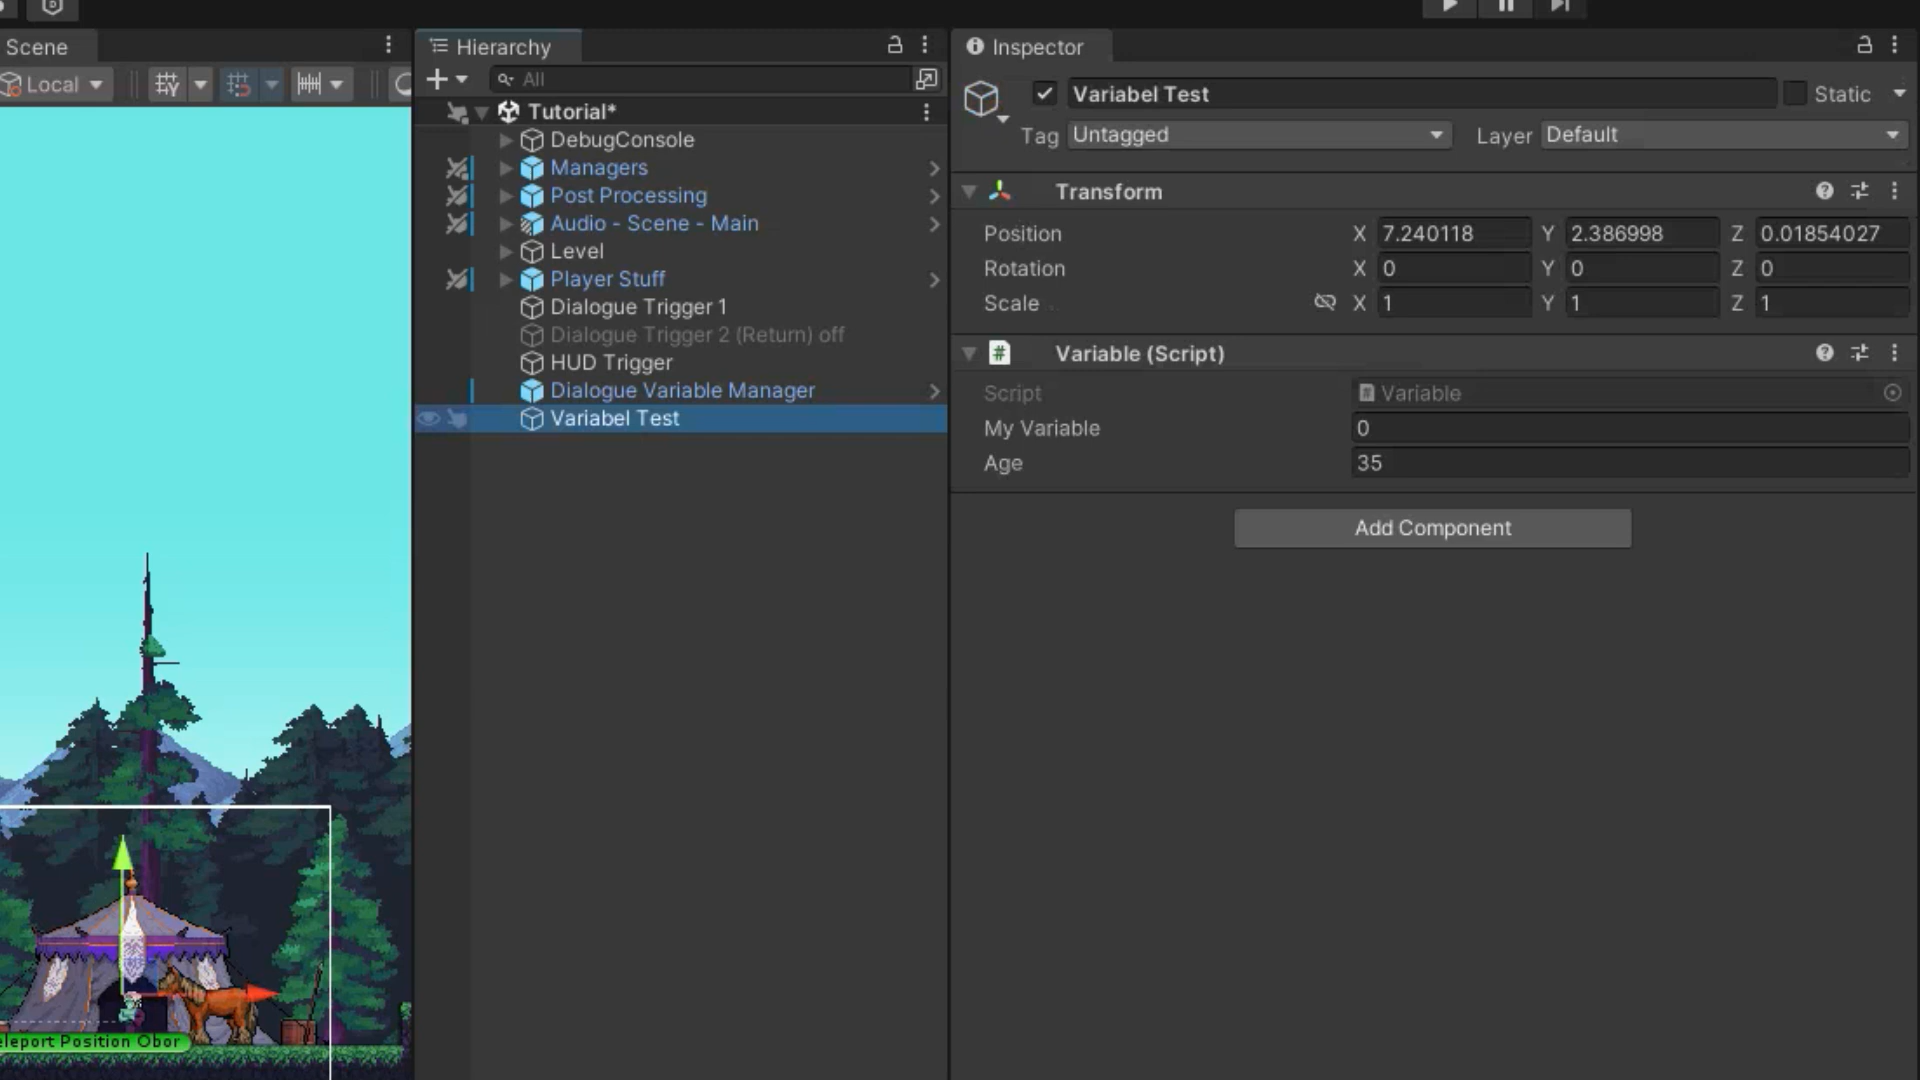 Scene
Local
eleport Position Obor
Hierarchy
All
Tutorial*
DebugConsole
Managers
Post Processing
Audio - Scene - Main
Level
Player Stuff
Dialogue Trigger 1
Dialogue Trigger 2 (Return) off
HUD Trigger
Dialogue Variable Manager
Variabel Test
Inspector
Variabel Test
Static
Tag Untagged
Layer Default
Transform
Position X 7.240118 Y 2.386998 Z 0.01854027
Rotation X 0 Y 0 Z 0
Scale X 1 Y 1 Z 1
# Variable (Script)
Script # Variable
My Variable 0
Age 35
Add Component